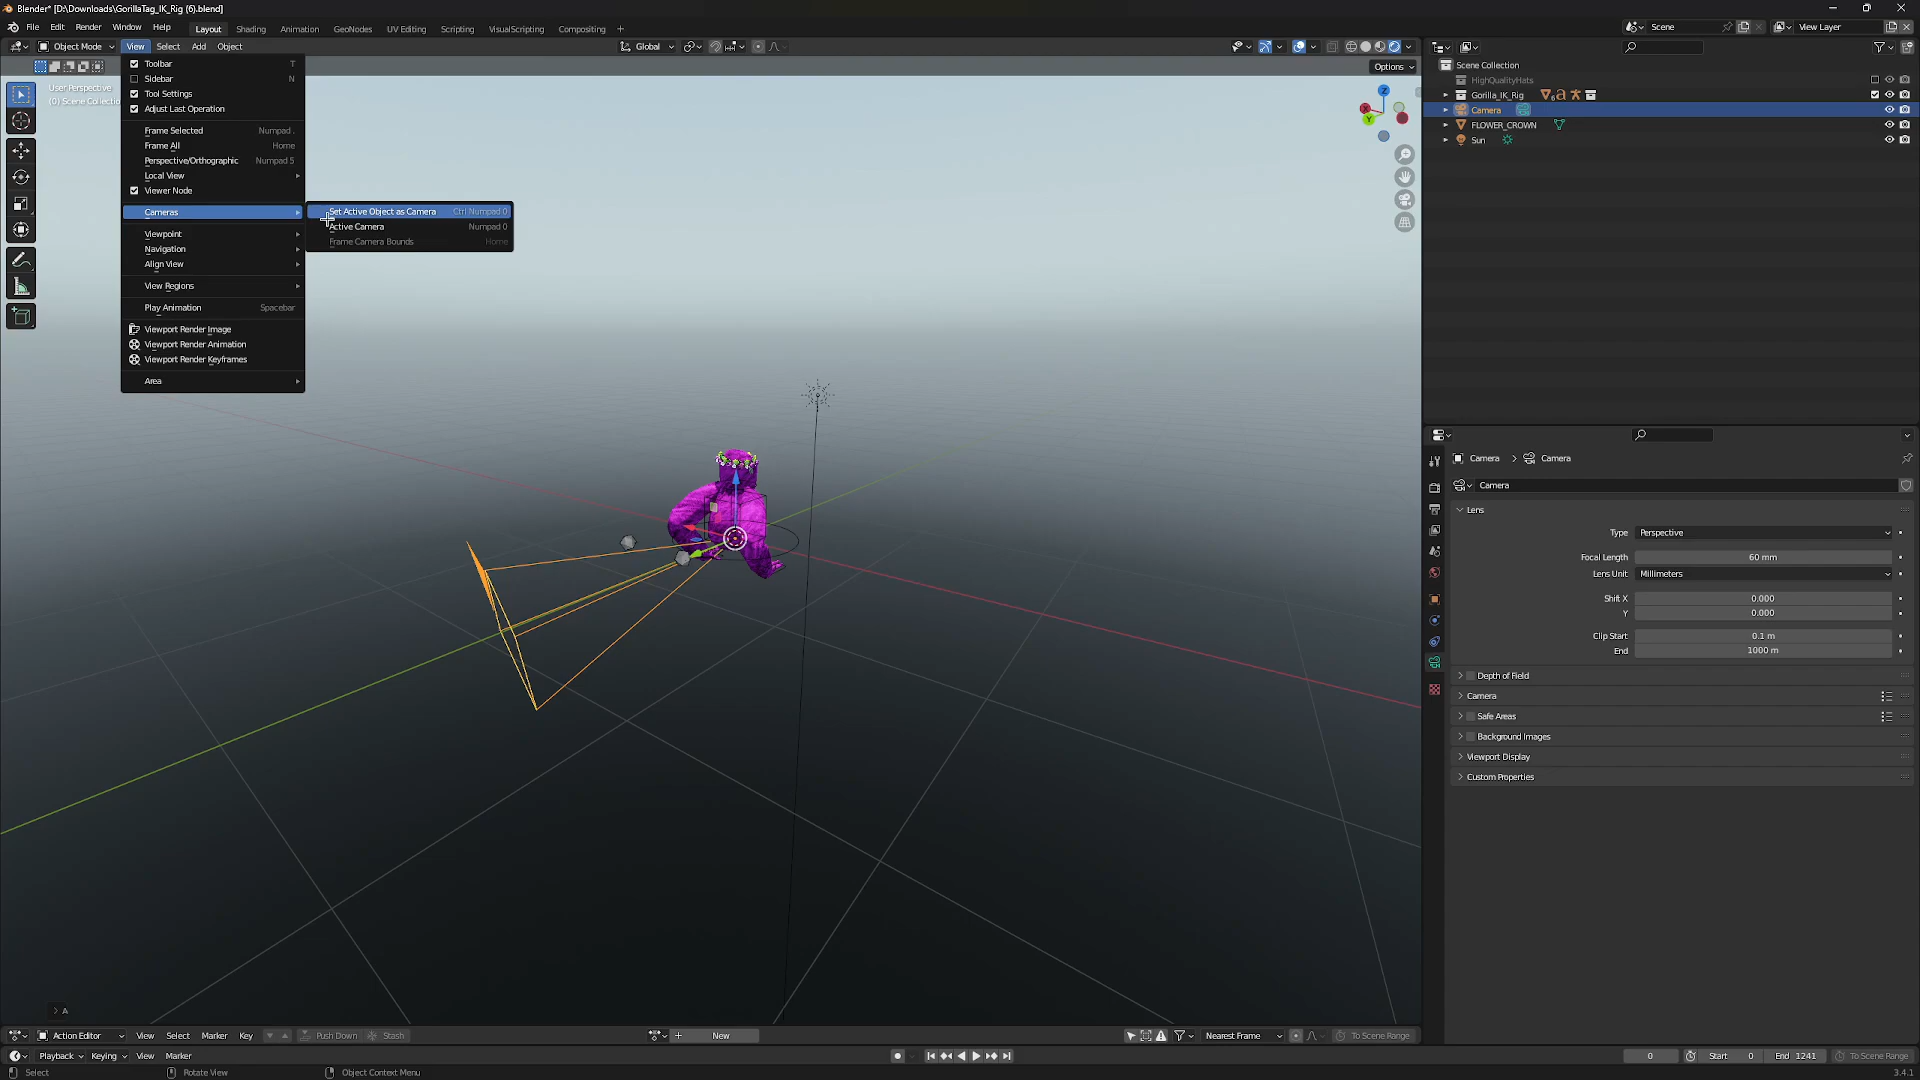 Blender* [D:\Downloads\GorillaTag_IK_Rig (6).blend]
File Edit Render Window Help Layout Shading Animation GeoNodes UV Editing Scripting VisualScripting Compositing + Scene View Layer
Object Mode View Select Add Object Global
Options
User Perspective
(0) Scene Collectio
Toolbar T
Sidebar N
Tool Settings
Adjust Last Operation
Frame Selected Numpad .
Frame All Home
Perspective/Orthographic Numpad 5
Local View
Viewer Node
Cameras
Set Active Object as Camera Ctrl Numpad 0
Active Camera Numpad 0
Frame Camera Bounds Home
Viewpoint
Navigation
Align View
View Regions
Play Animation Spacebar
Viewport Render Image
Viewport Render Animation
Viewport Render Keyframes
Area
Z
X
Y
Scene Collection
HighQualityHats
Gorilla_IK_Rig
Camera
FLOWER_CROWN
Sun
Camera > Camera
Camera
Lens
Type Perspective
Focal Length 60 mm
Lens Unit Millimeters
Shift X 0.000
Y 0.000
Clip Start 0.1 m
End 1000 m
Depth of Field
Camera
Safe Areas
Background Images
Viewport Display
Custom Properties
> A
Action Editor View Select Marker Key Push Down Stash + New Nearest Frame To Scene Range
Playback Keying View Marker 0 Start 0 End 1241 To Scene Range
Select Rotate View Object Context Menu 3.4.1